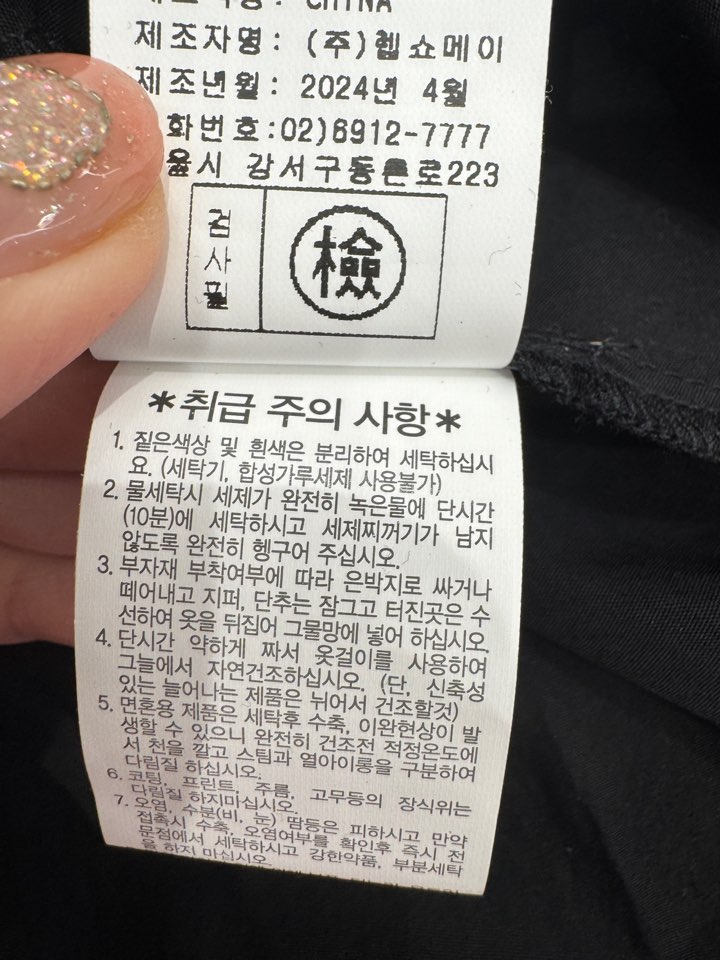 CHINA
제조자명: (주)헵쇼메이
제조년월: 2024년 4월
화번호:02)6912-7777
울시 강서구동촌로223
검사필
檢
*취급 주의 사항*
1. 짙은색상 및 흰색은 분리하여 세탁하십시
요. (세탁기, 합성가루세제 사용불가)
2. 물세탁시 세제가 완전히 녹은물에 단시간
(10분)에 세탁하시고 세제찌꺼기가 남지
않도록 완전히 헹구어 주십시오.
3. 부자재 부착여부에 따라 은박지로 싸거나
떼어내고 지퍼, 단추는 잠그고 터진곳은 수
선하여 옷을 뒤집어 그물망에 넣어 하십시오.
4. 단시간 약하게 짜서 옷걸이를 사용하여
그늘에서 자연건조하십시오. (단, 신축성
있는 늘어나는 제품은 뉘어서 건조할것)
5. 면혼용 제품은 세탁후 수축, 이완현상이 발
생할 수 있으니 완전히 건조전 적정온도에
서 천을 깔고 스팀과 열아이롱을 구분하여
다림질 하십시오.
6. 코팅, 프린트, 주름, 고무등의 장식위는
다림질 하지마십시오.
7. 오염, 수분(비, 눈) 땀등은 피하시고 만약
접촉시 수축, 오염여부를 확인후 즉시 전
문점에서 세탁하시고 강한약품, 부분세탁
을 하지 마십시오